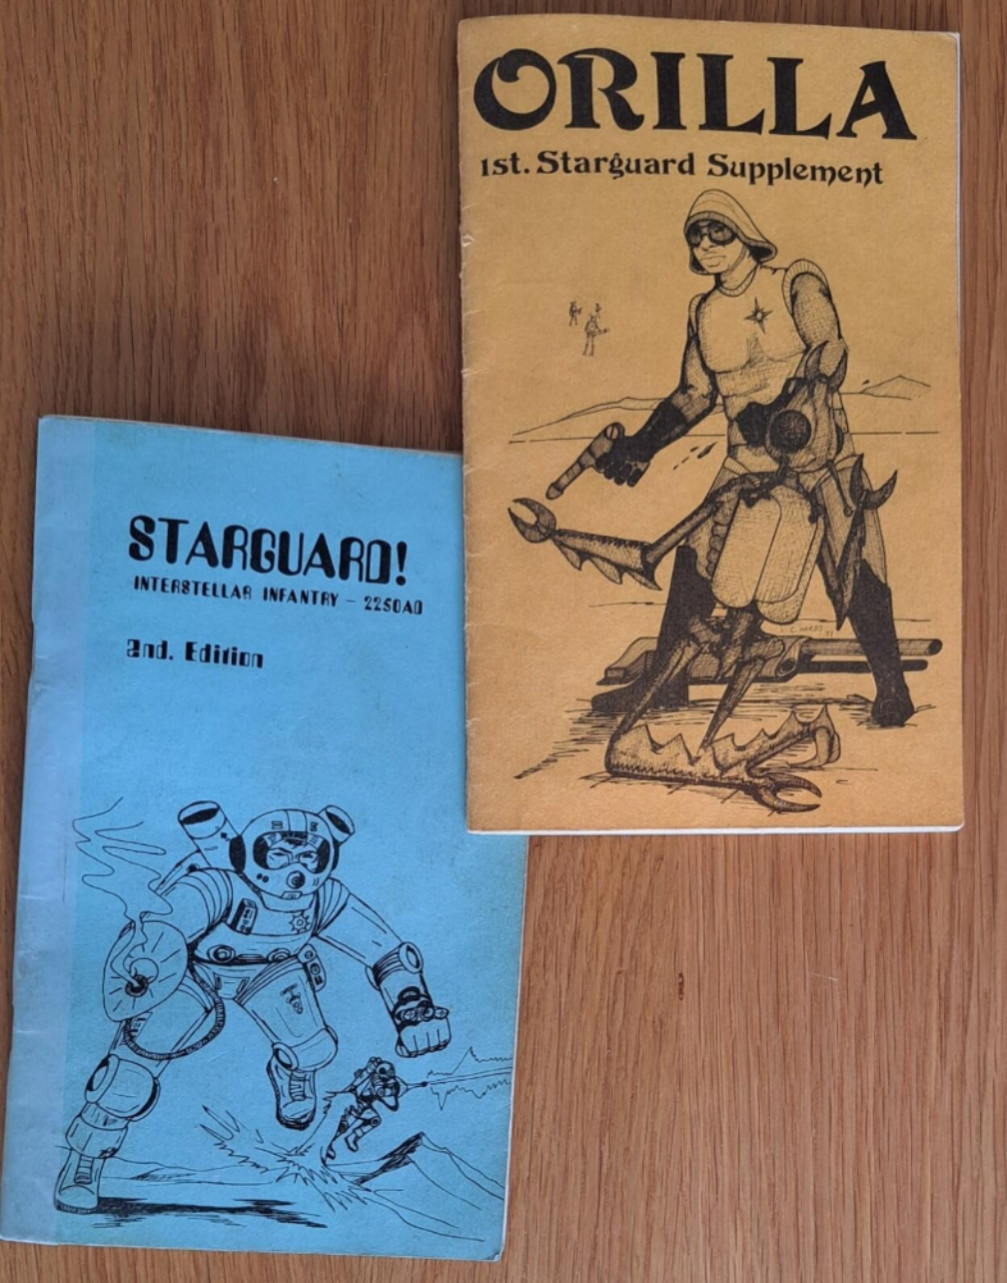 ORILLA
1st. Starguard Supplement
STARGUARD!
INTERSTELLAR INFANTRY – 2250AD
2nd. Edition